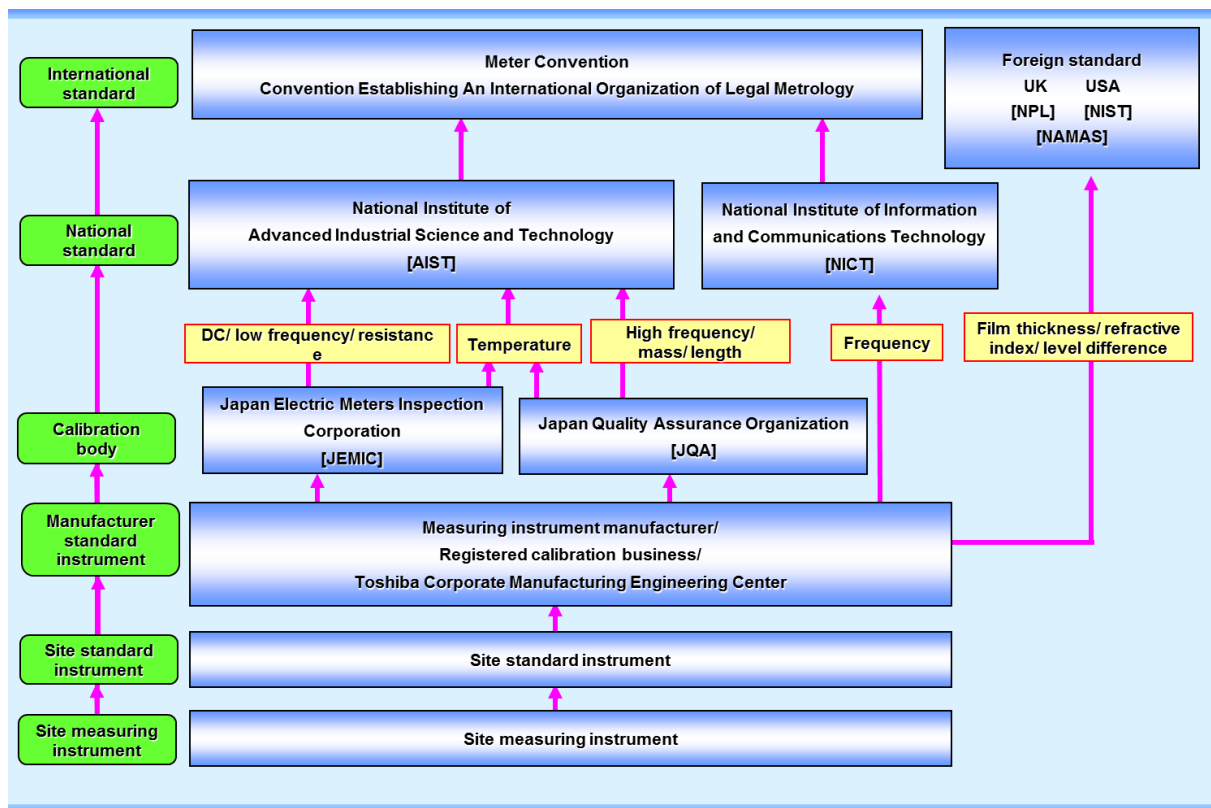 International
standard
Meter Convention
Convention Establishing An International Organization of Legal Metrology
Foreign standard
UK USA
[NPL] [NIST]
[NAMAS]
National
standard
National Institute of
Advanced Industrial Science and Technology
[AIST]
National Institute of Information
and Communications Technology
[NICT]
DC/ low frequency/ resistanc
e
Temperature
High frequency/
mass/ length
Frequency
Film thickness/ refractive
index/ level difference
Calibration
body
Japan Electric Meters Inspection
Corporation
[JEMIC]
Japan Quality Assurance Organization
[JQA]
Manufacturer
standard
instrument
Measuring instrument manufacturer/
Registered calibration business/
Toshiba Corporate Manufacturing Engineering Center
Site standard
instrument
Site standard instrument
Site measuring
instrument
Site measuring instrument